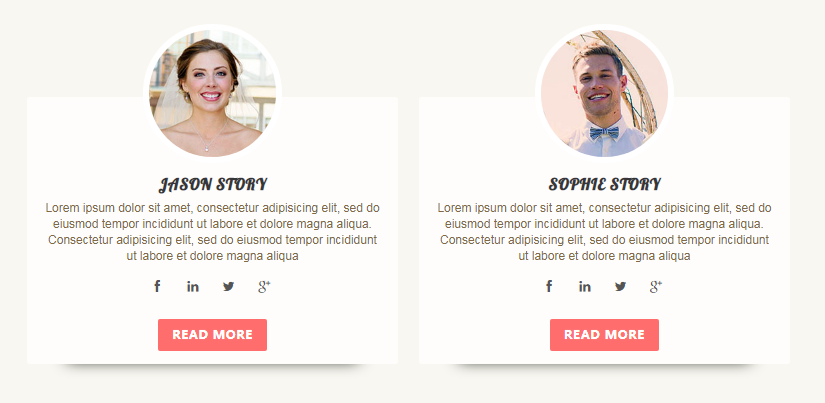 JASON STORY
Lorem ipsum dolor sit amet, consectetur adipisicing elit, sed do
eiusmod tempor incididunt ut labore et dolore magna aliqua.
Consectetur adipisicing elit, sed do eiusmod tempor incididunt
ut labore et dolore magna aliqua
f in g+
READ MORE
SOPHIE STORY
Lorem ipsum dolor sit amet, consectetur adipisicing elit, sed do
eiusmod tempor incididunt ut labore et dolore magna aliqua.
Consectetur adipisicing elit, sed do eiusmod tempor incididunt
ut labore et dolore magna aliqua
f in g+
READ MORE